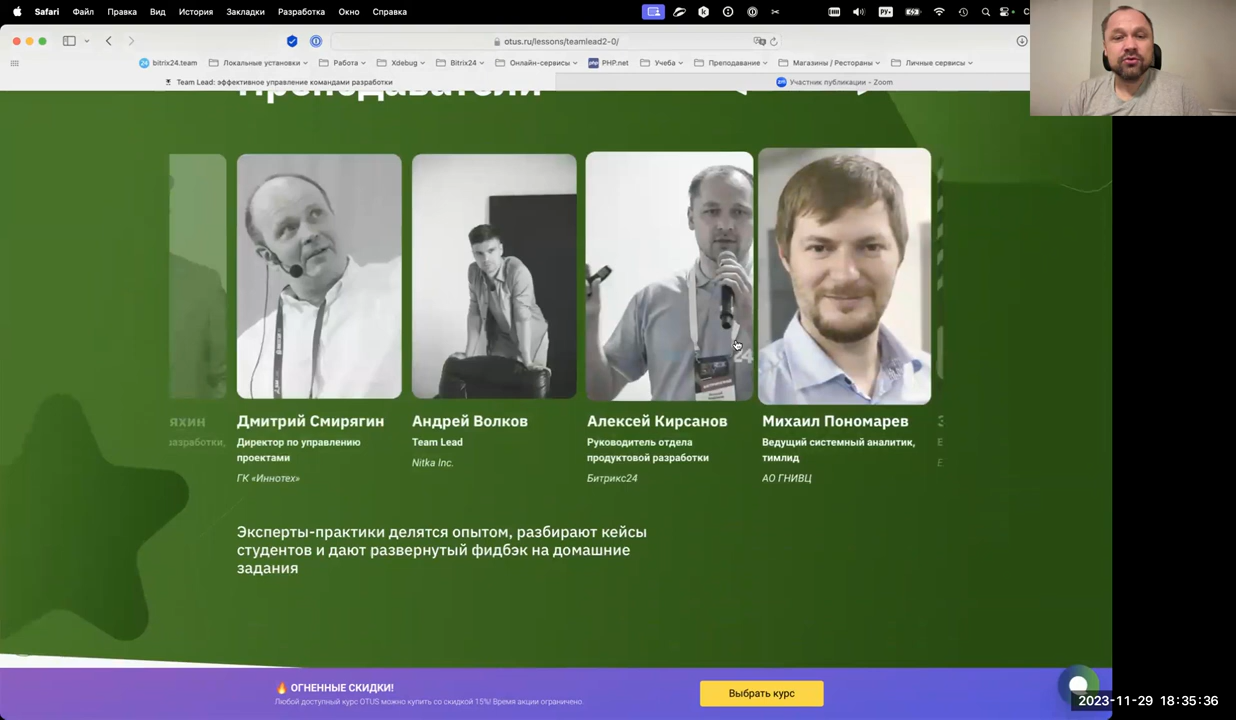 Safari Файл Правка Вид История Закладки Разработка Окно Справка
РУ
otus.ru/lessons/teamlead2-0/
bitrix24.team Локальные установки Работа Xdebug Bitrix24 Онлайн-сервисы PHP.net Учеба Преподавание Магазины / Рестораны Личные сервисы
Team Lead: эффективное управление командами разработки
Участник публикации - Zoom
Преподаватели
24
яхин
разработки,
Дмитрий Смирягин
Директор по управлению
проектами
ГК «Иннотех»
Андрей Волков
Team Lead
Nitka Inc.
Алексей Кирсанов
Руководитель отдела
продуктовой разработки
Битрикс24
Михаил Пономарев
Ведущий системный аналитик,
тимлид
АО ГНИВЦ
Эксперты-практики делятся опытом, разбирают кейсы
студентов и дают развернутый фидбэк на домашние
задания
ОГНЕННЫЕ СКИДКИ!
Любой доступный курс OTUS можно купить со скидкой 15%! Время акции ограничено.
Выбрать курс
2023-11-29 18:35:36